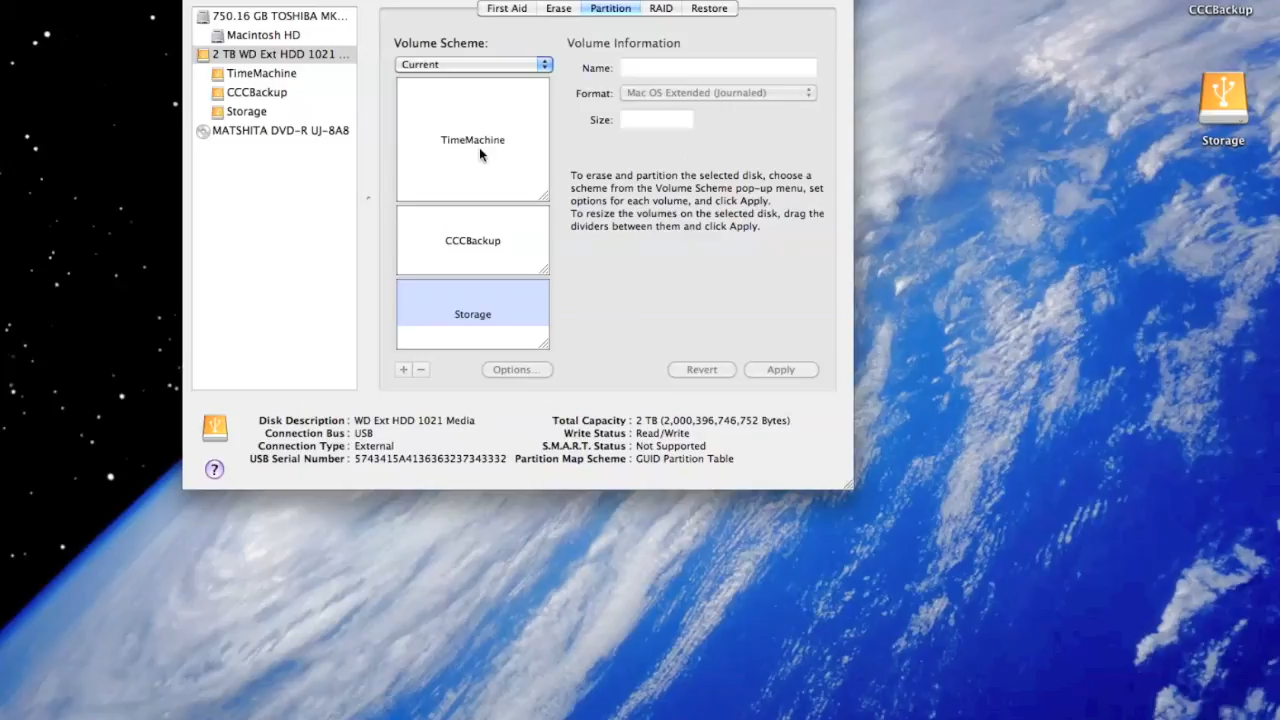 CCCBackup
First Aid Erase Partition RAID Restore
750.16 GB TOSHIBA MK...
Macintosh HD
2 TB WD Ext HDD 1021 ...
TimeMachine
CCCBackup
Storage
MATSHITA DVD-R UJ-8A8
Volume Scheme:
Current
TimeMachine
CCCBackup
Storage
+ −
Options...
Volume Information
Name:
Format: Mac OS Extended (Journaled)
Size:
To erase and partition the selected disk, choose a
scheme from the Volume Scheme pop-up menu, set
options for each volume, and click Apply.
To resize the volumes on the selected disk, drag the
dividers between them and click Apply.
Revert Apply
Storage
Disk Description : WD Ext HDD 1021 Media
Connection Bus : USB
Connection Type : External
USB Serial Number : 5743415A4136363237343332
Total Capacity : 2 TB (2,000,396,746,752 Bytes)
Write Status : Read/Write
S.M.A.R.T. Status : Not Supported
Partition Map Scheme : GUID Partition Table
?